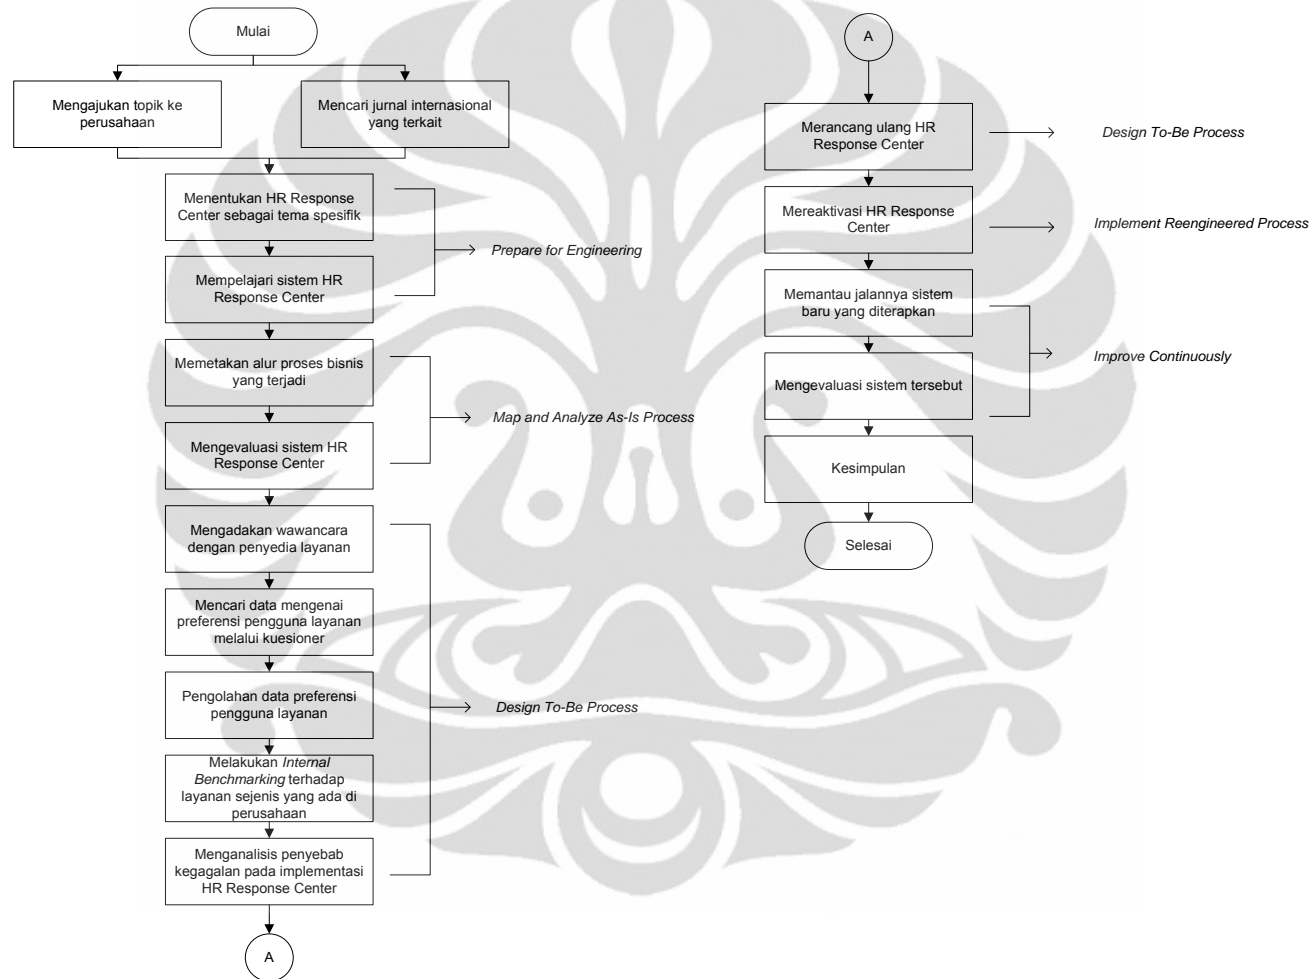 Mulai
Mengajukan topik ke
perusahaan
Mencari jurnal internasional
yang terkait
Menentukan HR Response
Center sebagai tema spesifik
Mempelajari sistem HR
Response Center
Prepare for Engineering
Memetakan alur proses bisnis
yang terjadi
Mengevaluasi sistem HR
Response Center
Map and Analyze As-Is Process
Mengadakan wawancara
dengan penyedia layanan
Mencari data mengenai
preferensi pengguna layanan
melalui kuesioner
Pengolahan data preferensi
pengguna layanan
Melakukan Internal
Benchmarking terhadap
layanan sejenis yang ada di
perusahaan
Menganalisis penyebab
kegagalan pada implementasi
HR Response Center
Design To-Be Process
A
A
Merancang ulang HR
Response Center
Design To-Be Process
Mereaktivasi HR Response
Center
Implement Reengineered Process
Memantau jalannya sistem
baru yang diterapkan
Mengevaluasi sistem tersebut
Improve Continuously
Kesimpulan
Selesai